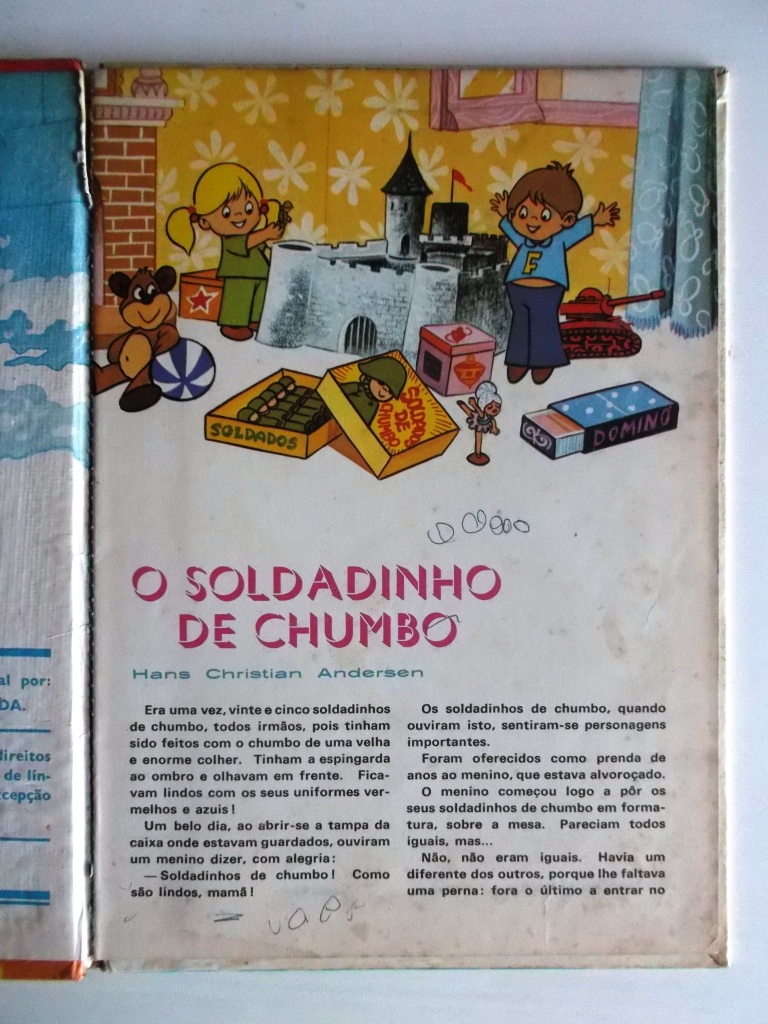 F
SOLDADOS
SOLDADOS
DE
CHUMBO
DOMINO
O SOLDADINHO
DE CHUMBO
Hans Christian Andersen
Era uma vez, vinte e cinco soldadinhos
de chumbo, todos irmãos, pois tinham
sido feitos com o chumbo de uma velha
e enorme colher. Tinham a espingarda
ao ombro e olhavam em frente. Fica-
vam lindos com os seus uniformes ver-
melhos e azuis!
Um belo dia, ao abrir-se a tampa da
caixa onde estavam guardados, ouviram
um menino dizer, com alegria:
— Soldadinhos de chumbo! Como
são lindos, mamã!
Os soldadinhos de chumbo, quando
ouviram isto, sentiram-se personagens
importantes.
Foram oferecidos como prenda de
anos ao menino, que estava alvoroçado.
O menino começou logo a pôr os
seus soldadinhos de chumbo em forma-
tura, sobre a mesa. Pareciam todos
iguais, mas...
Não, não eram iguais. Havia um
diferente dos outros, porque lhe faltava
uma perna: fora o último a entrar no
al por:
DA.
direitos
de lín-
cepção